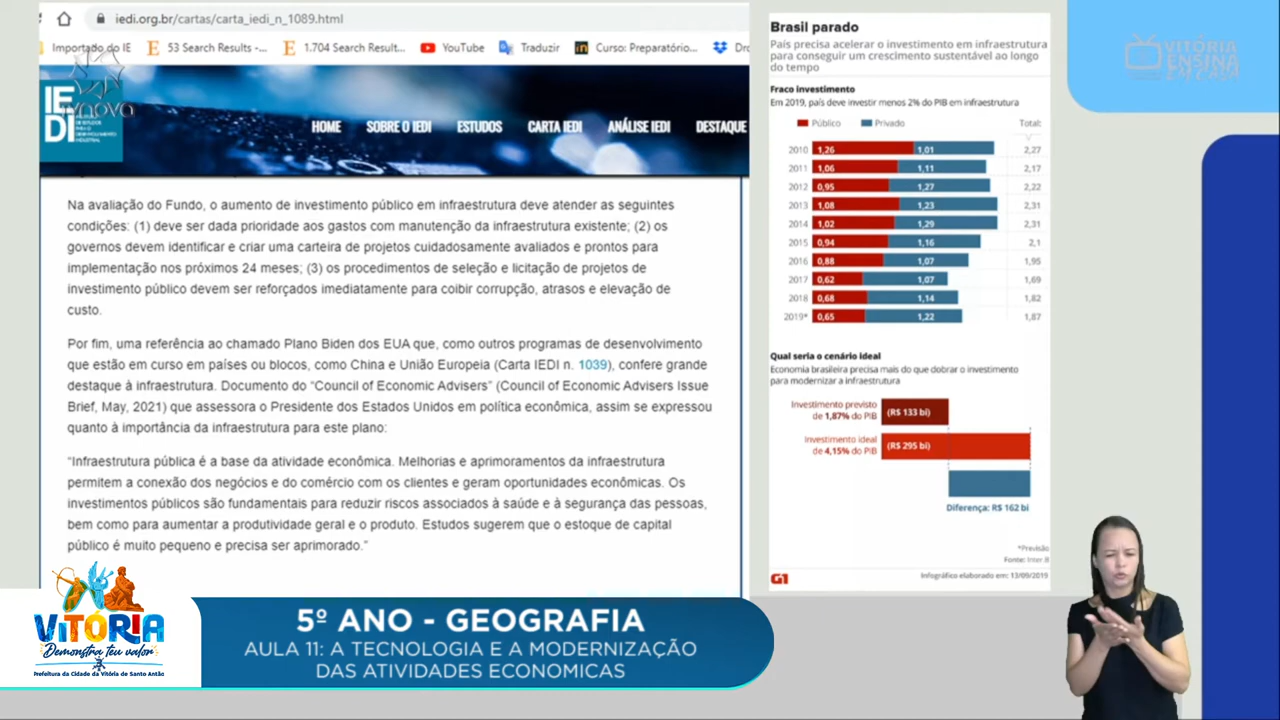 iedi.org.br/cartas/carta_iedi_n_1089.html
Importado do IE
53 Search Results -...
1.704 Search Result...
YouTube
Traduzir
Curso: Preparatório...
IEDI
HOME
SOBRE O IEDI
ESTUDOS
CARTA IEDI
ANÁLISE IEDI
DESTAQUE
Na avaliação do Fundo, o aumento de investimento público em infraestrutura deve atender as seguintes
condições: (1) deve ser dada prioridade aos gastos com manutenção da infraestrutura existente; (2) os
governos devem identificar e criar uma carteira de projetos cuidadosamente avaliados e prontos para
implementação nos próximos 24 meses; (3) os procedimentos de seleção e licitação de projetos de
investimento público devem ser reforçados imediatamente para coibir corrupção, atrasos e elevação de
custo.
Por fim, uma referência ao chamado Plano Biden dos EUA que, como outros programas de desenvolvimento
que estão em curso em países ou blocos, como China e União Europeia (Carta IEDI n. 1039), confere grande
destaque à infraestrutura. Documento do “Council of Economic Advisers” (Council of Economic Advisers Issue
Brief, May, 2021) que assessora o Presidente dos Estados Unidos em política econômica, assim se expressou
quanto à importância da infraestrutura para este plano:
“Infraestrutura pública é a base da atividade econômica. Melhorias e aprimoramentos da infraestrutura
permitem a conexão dos negócios e do comércio com os clientes e geram oportunidades econômicas. Os
investimentos públicos são fundamentais para reduzir riscos associados à saúde e à segurança das pessoas,
bem como para aumentar a produtividade geral e o produto. Estudos sugerem que o estoque de capital
público é muito pequeno e precisa ser aprimorado.”
Brasil parado
País precisa acelerar o investimento em infraestrutura
para conseguir um crescimento sustentável ao longo
do tempo
Fraco investimento
Em 2019, país deve investir menos 2% do PIB em infraestrutura
Público Privado Total:
2010 1,26 1,01 2,27
2011 1,06 1,11 2,17
2012 0,95 1,27 2,22
2013 1,08 1,23 2,31
2014 1,02 1,29 2,31
2015 0,94 1,16 2,1
2016 0,88 1,07 1,95
2017 0,62 1,07 1,69
2018 0,68 1,14 1,82
2019* 0,65 1,22 1,87
Qual seria o cenário ideal
Economia brasileira precisa mais do que dobrar o investimento
para modernizar a infraestrutura
Investimento previsto
de 1,87% do PIB
(R$ 133 bi)
Investimento ideal
de 4,15% do PIB
(R$ 295 bi)
Diferença: R$ 162 bi
*Previsão
Fonte: Inter.B
G1
Infográfico elaborado em: 13/09/2019
VITÓRIA
ENSINA
EM CASA
VITÓRIA
Demonstra teu valor
Prefeitura da Cidade da Vitória de Santo Antão
5º ANO - GEOGRAFIA
AULA 11: A TECNOLOGIA E A MODERNIZAÇÃO
DAS ATIVIDADES ECONOMICAS